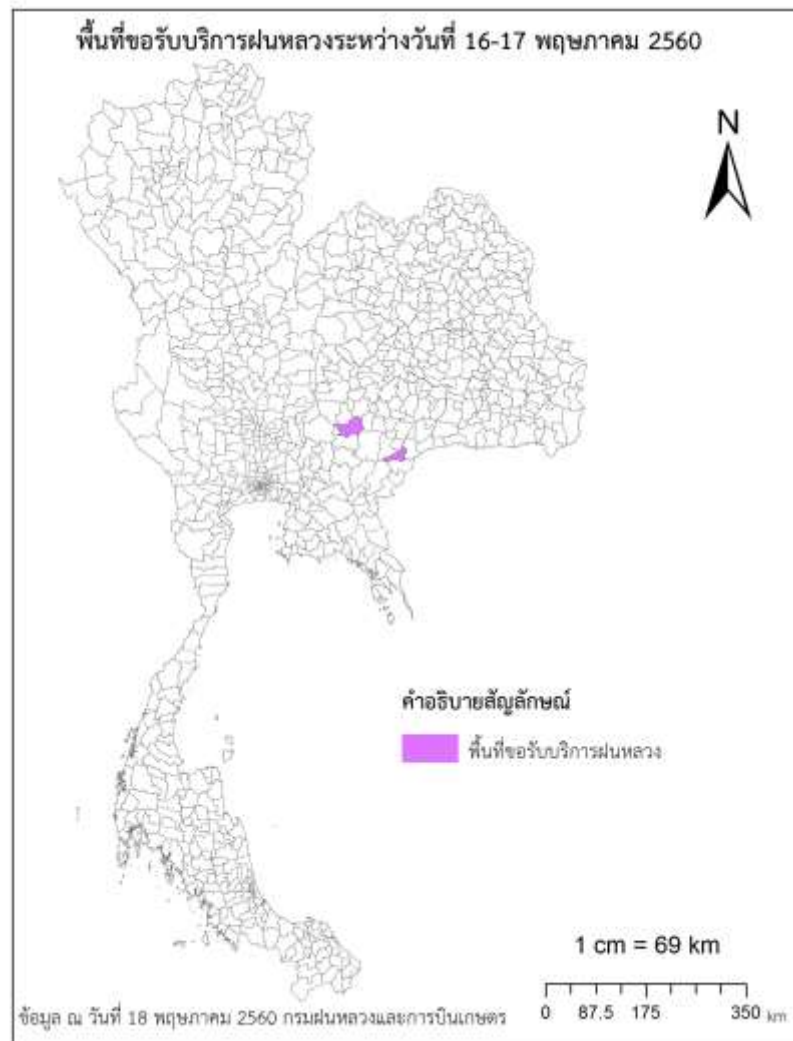 พื้นที่ขอรับบริการฝนหลวงระหว่างวันที่ 16-17 พฤษภาคม 2560
N
คำอธิบายสัญลักษณ์
พื้นที่ขอรับบริการฝนหลวง
1 cm = 69 km
0 87.5 175 350 km
ข้อมูล ณ วันที่ 18 พฤษภาคม 2560 กรมฝนหลวงและการบินเกษตร